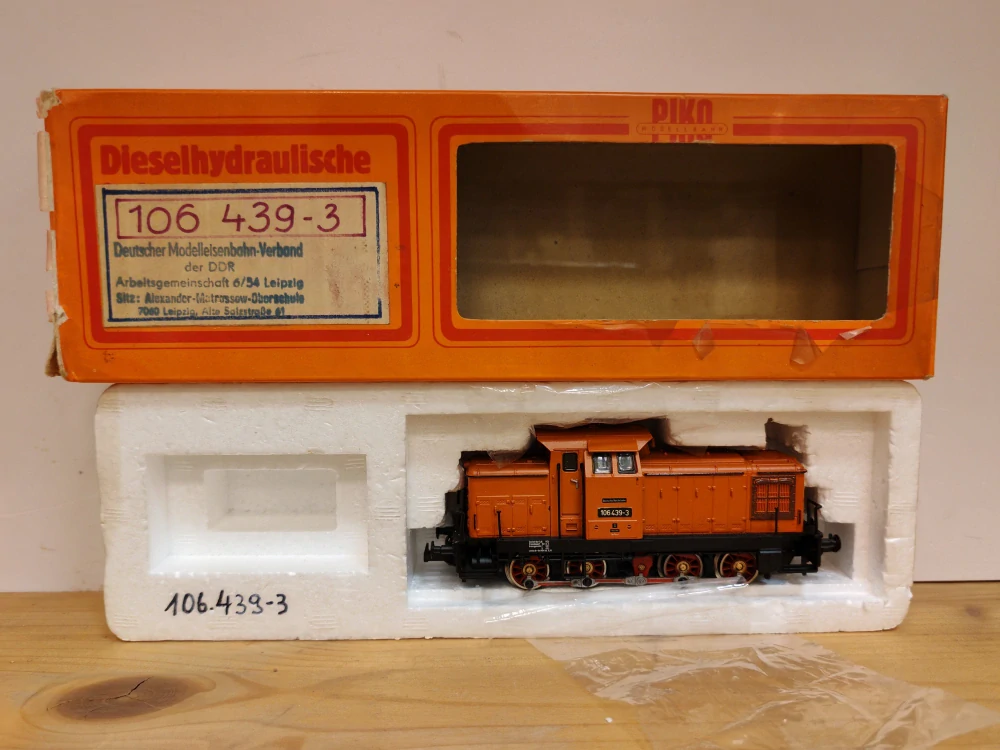 PIKO
MODELLBAHN
Dieselhydraulische
106 439-3
Deutscher Modelleisenbahn-Verband
der DDR
Arbeitsgemeinschaft 6/54 Leipzig
Sitz: Alexander-Matrossow-Oberschule
7060 Leipzig, Alte Salzstraße 61
106 439-3
106.439-3